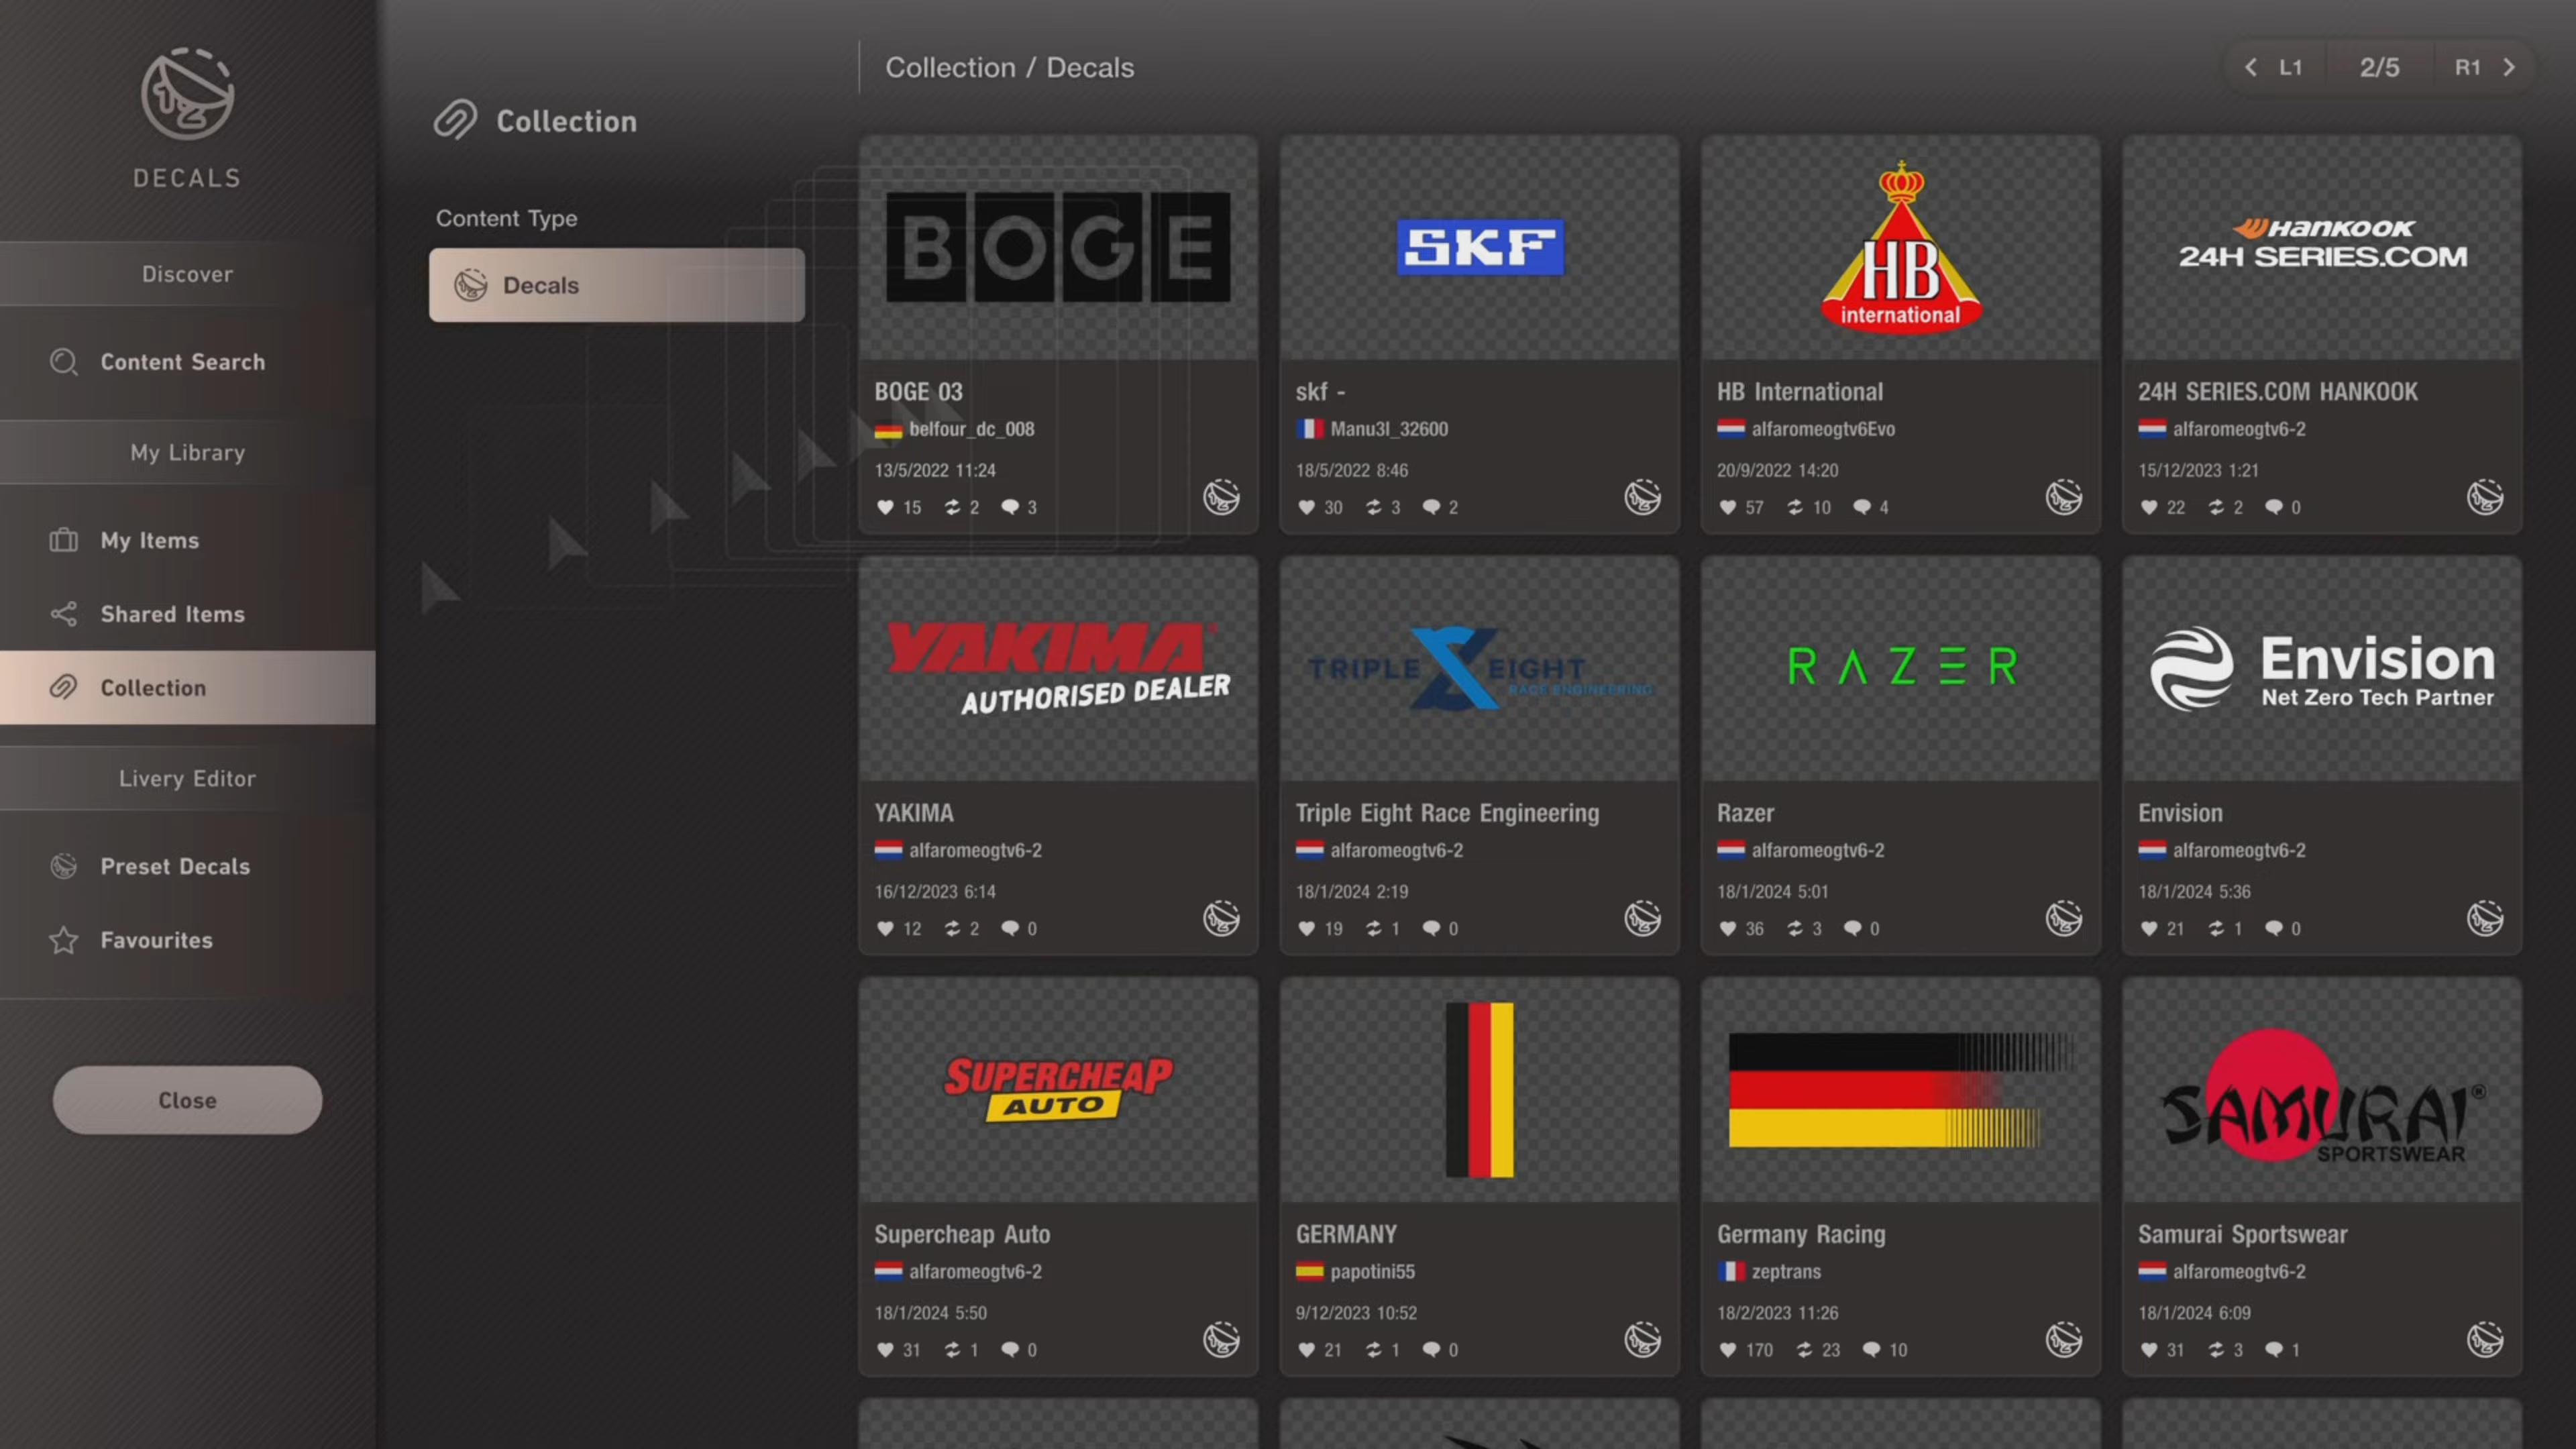 DECALS
Discover
Content Search
My Library
My Items
Shared Items
Collection
Livery Editor
Preset Decals
Favourites
Close
Collection
Content Type
Decals
Collection / Decals
L1 2/5 R1
BOGE
BOGE 03
belfour_dc_008
13/5/2022 11:24
15 2 3
SKF
skf -
Manu3l_32600
18/5/2022 8:46
30 3 2
HB
international
HB International
alfaromeogtv6Evo
20/9/2022 14:20
57 10 4
HANKOOK
24H SERIES.COM
24H SERIES.COM HANKOOK
alfaromeogtv6-2
15/12/2023 1:21
22 2 0
YAKIMA
AUTHORISED DEALER
YAKIMA
alfaromeogtv6-2
16/12/2023 6:14
12 2 0
TRIPLE EIGHT
RACE ENGINEERING
Triple Eight Race Engineering
alfaromeogtv6-2
18/1/2024 2:19
19 1 0
RAZER
Razer
alfaromeogtv6-2
18/1/2024 5:01
36 3 0
Envision
Net Zero Tech Partner
Envision
alfaromeogtv6-2
18/1/2024 5:36
21 1 0
SUPERCHEAP
AUTO
Supercheap Auto
alfaromeogtv6-2
18/1/2024 5:50
31 1 0
GERMANY
papotini55
9/12/2023 10:52
21 1 0
Germany Racing
zeptrans
18/2/2023 11:26
170 23 10
SAMURAI®
SPORTSWEAR
Samurai Sportswear
alfaromeogtv6-2
18/1/2024 6:09
31 3 1